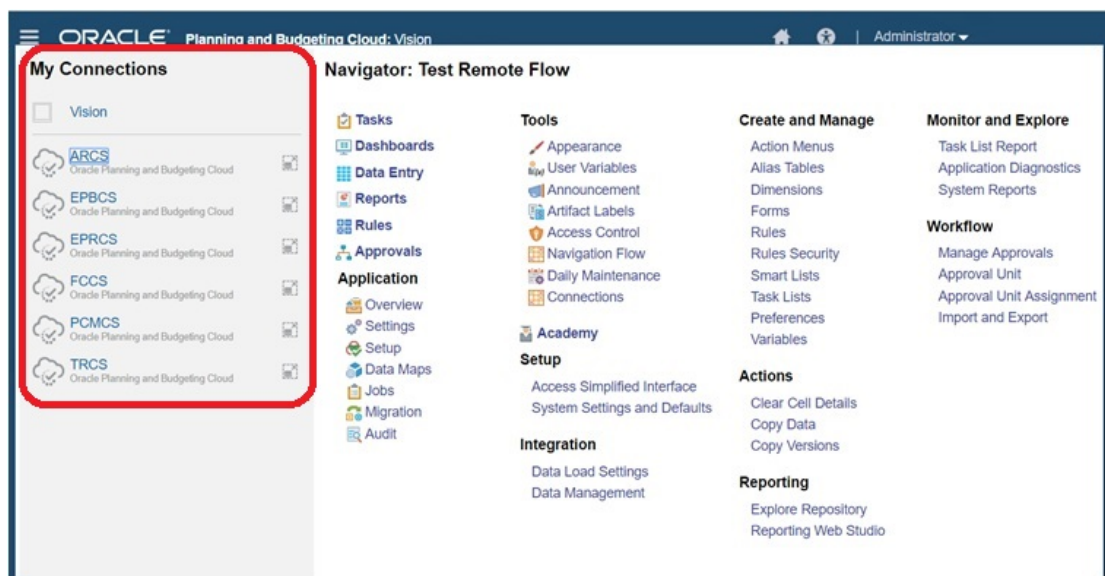 ORACLE® Planning and Budgeting Cloud: Vision
Administrator
My Connections
Vision
ARCS
Oracle Planning and Budgeting Cloud
EPBCS
Oracle Planning and Budgeting Cloud
EPRCS
Oracle Planning and Budgeting Cloud
FCCS
Oracle Planning and Budgeting Cloud
PCMCS
Oracle Planning and Budgeting Cloud
TRCS
Oracle Planning and Budgeting Cloud
Navigator: Test Remote Flow
Tasks
Dashboards
Data Entry
Reports
Rules
Approvals
Application
Overview
Settings
Setup
Data Maps
Jobs
Migration
Audit
Tools
Appearance
User Variables
Announcement
Artifact Labels
Access Control
Navigation Flow
Daily Maintenance
Connections
Academy
Setup
Access Simplified Interface
System Settings and Defaults
Integration
Data Load Settings
Data Management
Create and Manage
Action Menus
Alias Tables
Dimensions
Forms
Rules
Rules Security
Smart Lists
Task Lists
Preferences
Variables
Actions
Clear Cell Details
Copy Data
Copy Versions
Reporting
Explore Repository
Reporting Web Studio
Monitor and Explore
Task List Report
Application Diagnostics
System Reports
Workflow
Manage Approvals
Approval Unit
Approval Unit Assignment
Import and Export